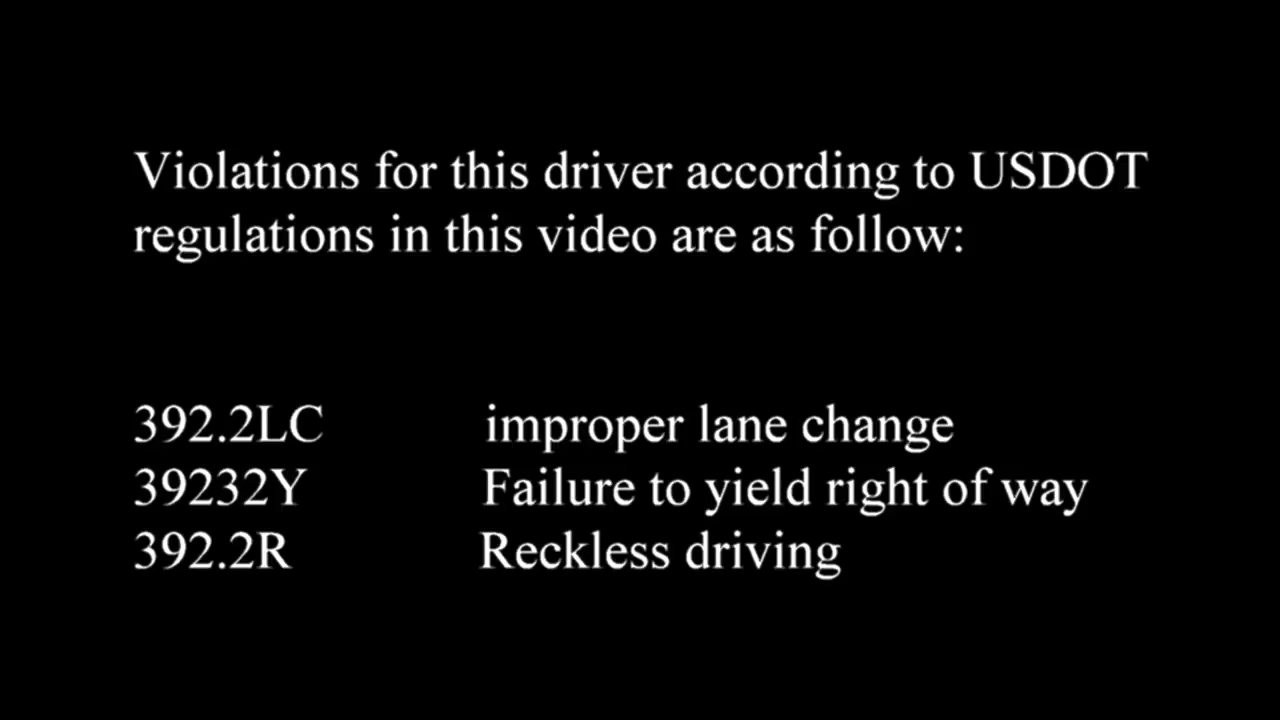 Violations for this driver according to USDOT
regulations in this video are as follow:
392.2LC improper lane change
39232Y Failure to yield right of way
392.2R Reckless driving